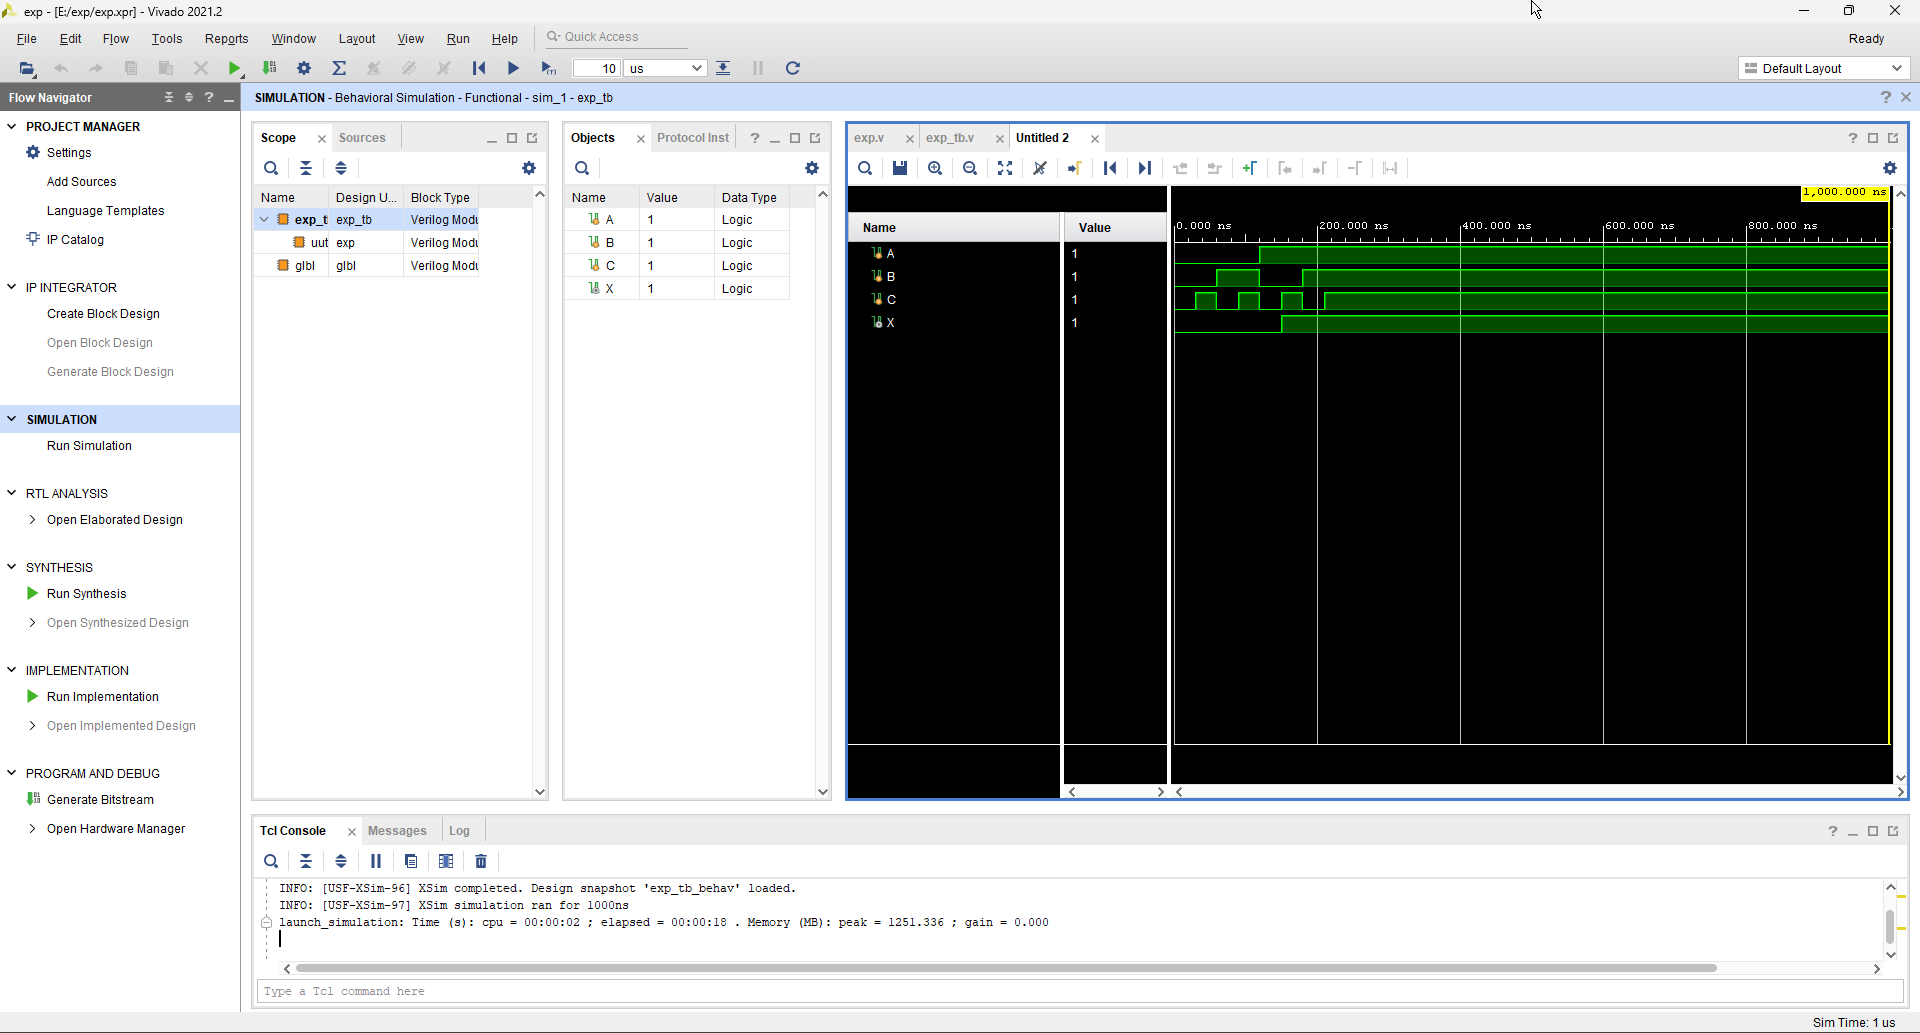 exp - [E:/exp/exp.xpr] - Vivado 2021.2
File Edit Flow Tools Reports Window Layout View Run Help Quick Access
Ready
10 us
Default Layout
Flow Navigator
SIMULATION - Behavioral Simulation - Functional - sim_1 - exp_tb
PROJECT MANAGER
Settings
Add Sources
Language Templates
IP Catalog
IP INTEGRATOR
Create Block Design
Open Block Design
Generate Block Design
SIMULATION
Run Simulation
RTL ANALYSIS
Open Elaborated Design
SYNTHESIS
Run Synthesis
Open Synthesized Design
IMPLEMENTATION
Run Implementation
Open Implemented Design
PROGRAM AND DEBUG
Generate Bitstream
Open Hardware Manager
Scope Sources
Name Design U... Block Type
exp_t exp_tb Verilog Modu
uut exp Verilog Modu
glbl glbl Verilog Modu
Objects Protocol Inst
Name Value Data Type
A 1 Logic
B 1 Logic
C 1 Logic
X 1 Logic
exp.v exp_tb.v Untitled 2
1,000.000 ns
Name Value
0.000 ns 200.000 ns 400.000 ns 600.000 ns 800.000 ns
A 1
B 1
C 1
X 1
Tcl Console Messages Log
INFO: [USF-XSim-96] XSim completed. Design snapshot 'exp_tb_behav' loaded.
INFO: [USF-XSim-97] XSim simulation ran for 1000ns
launch_simulation: Time (s): cpu = 00:00:02 ; elapsed = 00:00:18 . Memory (MB): peak = 1251.336 ; gain = 0.000
Type a Tcl command here
Sim Time: 1 us